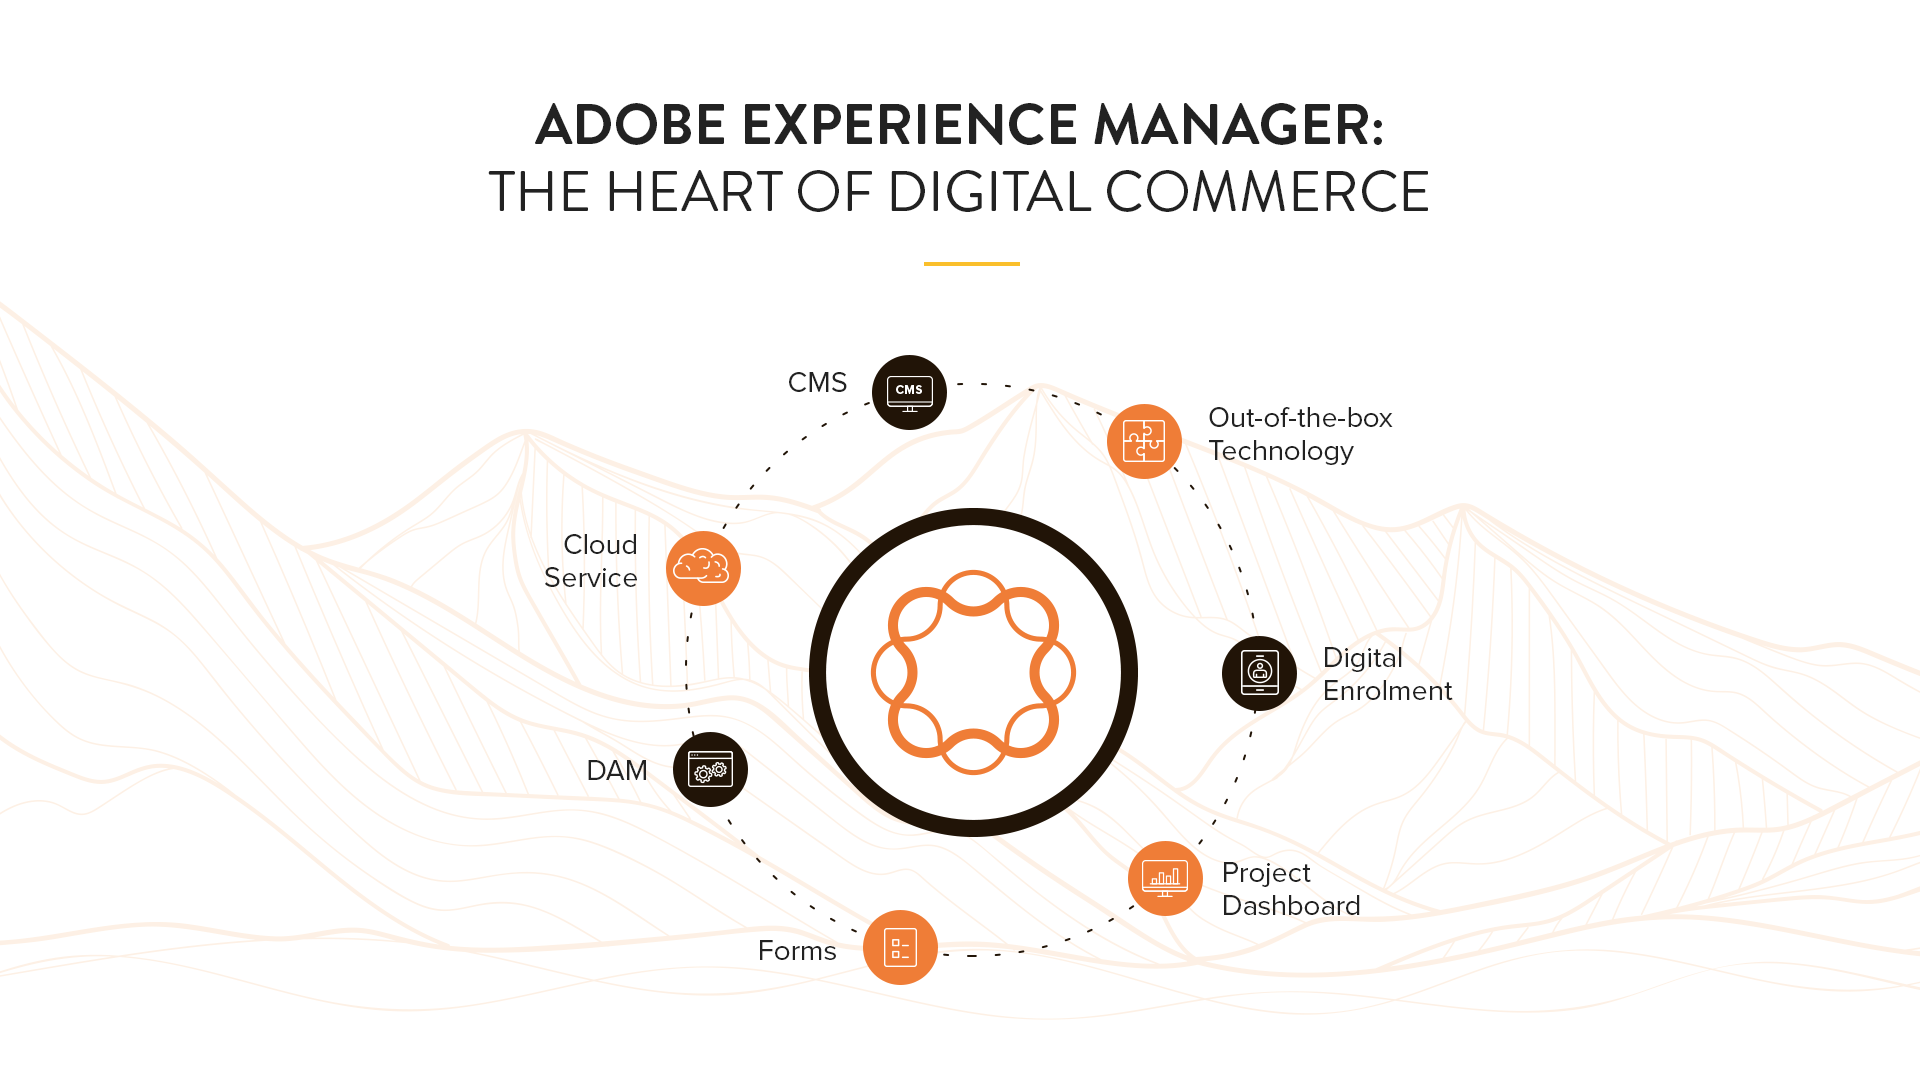 ADOBE EXPERIENCE MANAGER:
THE HEART OF DIGITAL COMMERCE
CMS
CMS
Out-of-the-box
Technology
Cloud
Service
Digital
Enrolment
DAM
Project
Dashboard
Forms